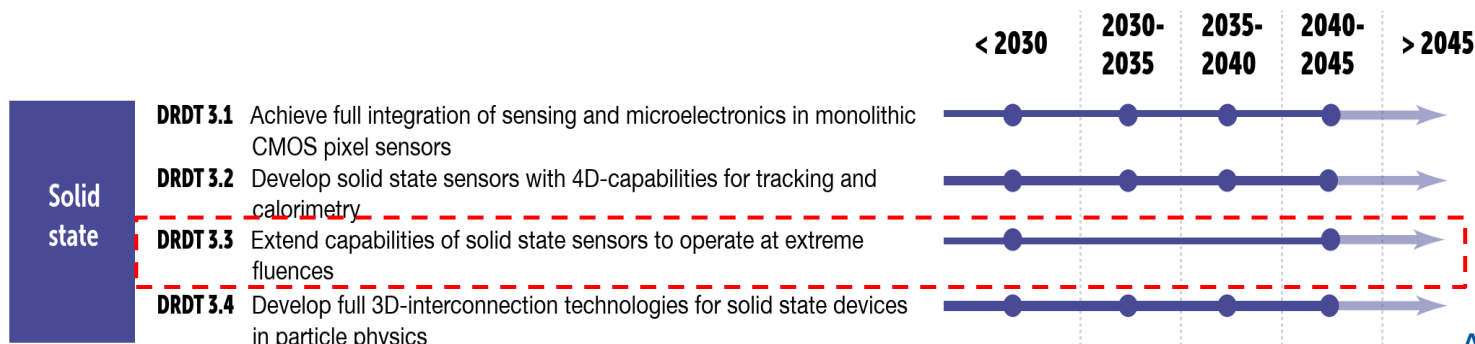 < 2030
2030-
2035
2035-
2040
2040-
2045
> 2045
Solid
state
DRDT 3.1 Achieve full integration of sensing and microelectronics in monolithic
CMOS pixel sensors
DRDT 3.2 Develop solid state sensors with 4D-capabilities for tracking and
calorimetry
DRDT 3.3 Extend capabilities of solid state sensors to operate at extreme
fluences
DRDT 3.4 Develop full 3D-interconnection technologies for solid state devices
in particle physics